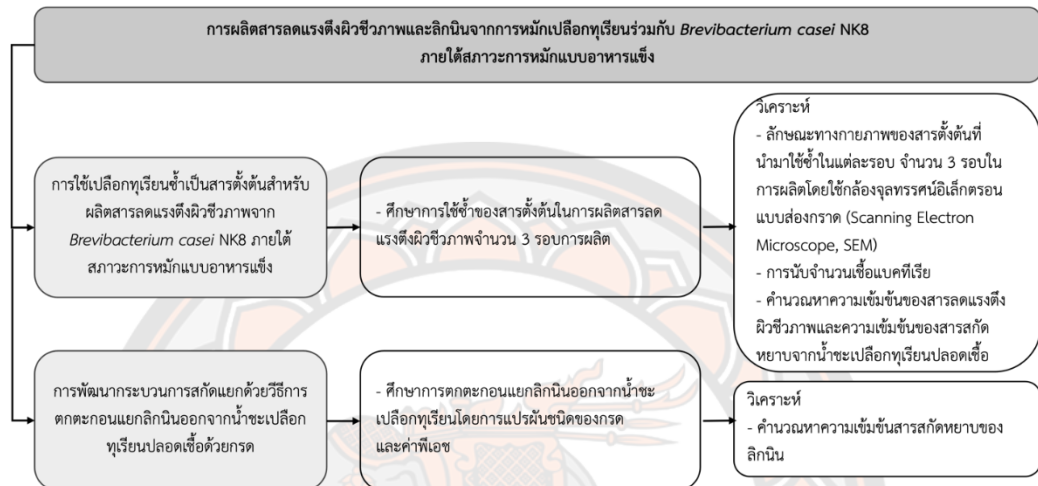 การผลิตสารลดแรงตึงผิวชีวภาพและลิกนินจากการหมักเปลือกทุเรียนร่วมกับ Brevibacterium casei NK8
ภายใต้สภาวะการหมักแบบอาหารแข็ง
การใช้เปลือกทุเรียนซ้ำเป็นสารตั้งต้นสำหรับ
ผลิตสารลดแรงตึงผิวชีวภาพจาก
Brevibacterium casei NK8 ภายใต้
สภาวะการหมักแบบอาหารแข็ง
- ศึกษาการใช้ซ้ำของสารตั้งต้นในการผลิตสารลด
แรงตึงผิวชีวภาพจำนวน 3 รอบการผลิต
วิเคราะห์
- ลักษณะทางกายภาพของสารตั้งต้นที่
นำมาใช้ซ้ำในแต่ละรอบ จำนวน 3 รอบใน
การผลิตโดยใช้กล้องจุลทรรศน์อิเล็กตรอน
แบบส่องกราด (Scanning Electron
Microscope, SEM)
- การนับจำนวนเชื้อแบคทีเรีย
- คำนวณหาความเข้มข้นของสารลดแรงตึง
ผิวชีวภาพและความเข้มข้นของสารสกัด
หยาบจากน้ำชะเปลือกทุเรียนปลอดเชื้อ
การพัฒนากระบวนการสกัดแยกด้วยวิธีการ
ตกตะกอนแยกลิกนินออกจากน้ำชะเปลือก
ทุเรียนปลอดเชื้อด้วยกรด
- ศึกษาการตกตะกอนแยกลิกนินออกจากน้ำชะ
เปลือกทุเรียนโดยการแปรผันชนิดของกรด
และค่าพีเอช
วิเคราะห์
- คำนวณหาความเข้มข้นสารสกัดหยาบของ
ลิกนิน